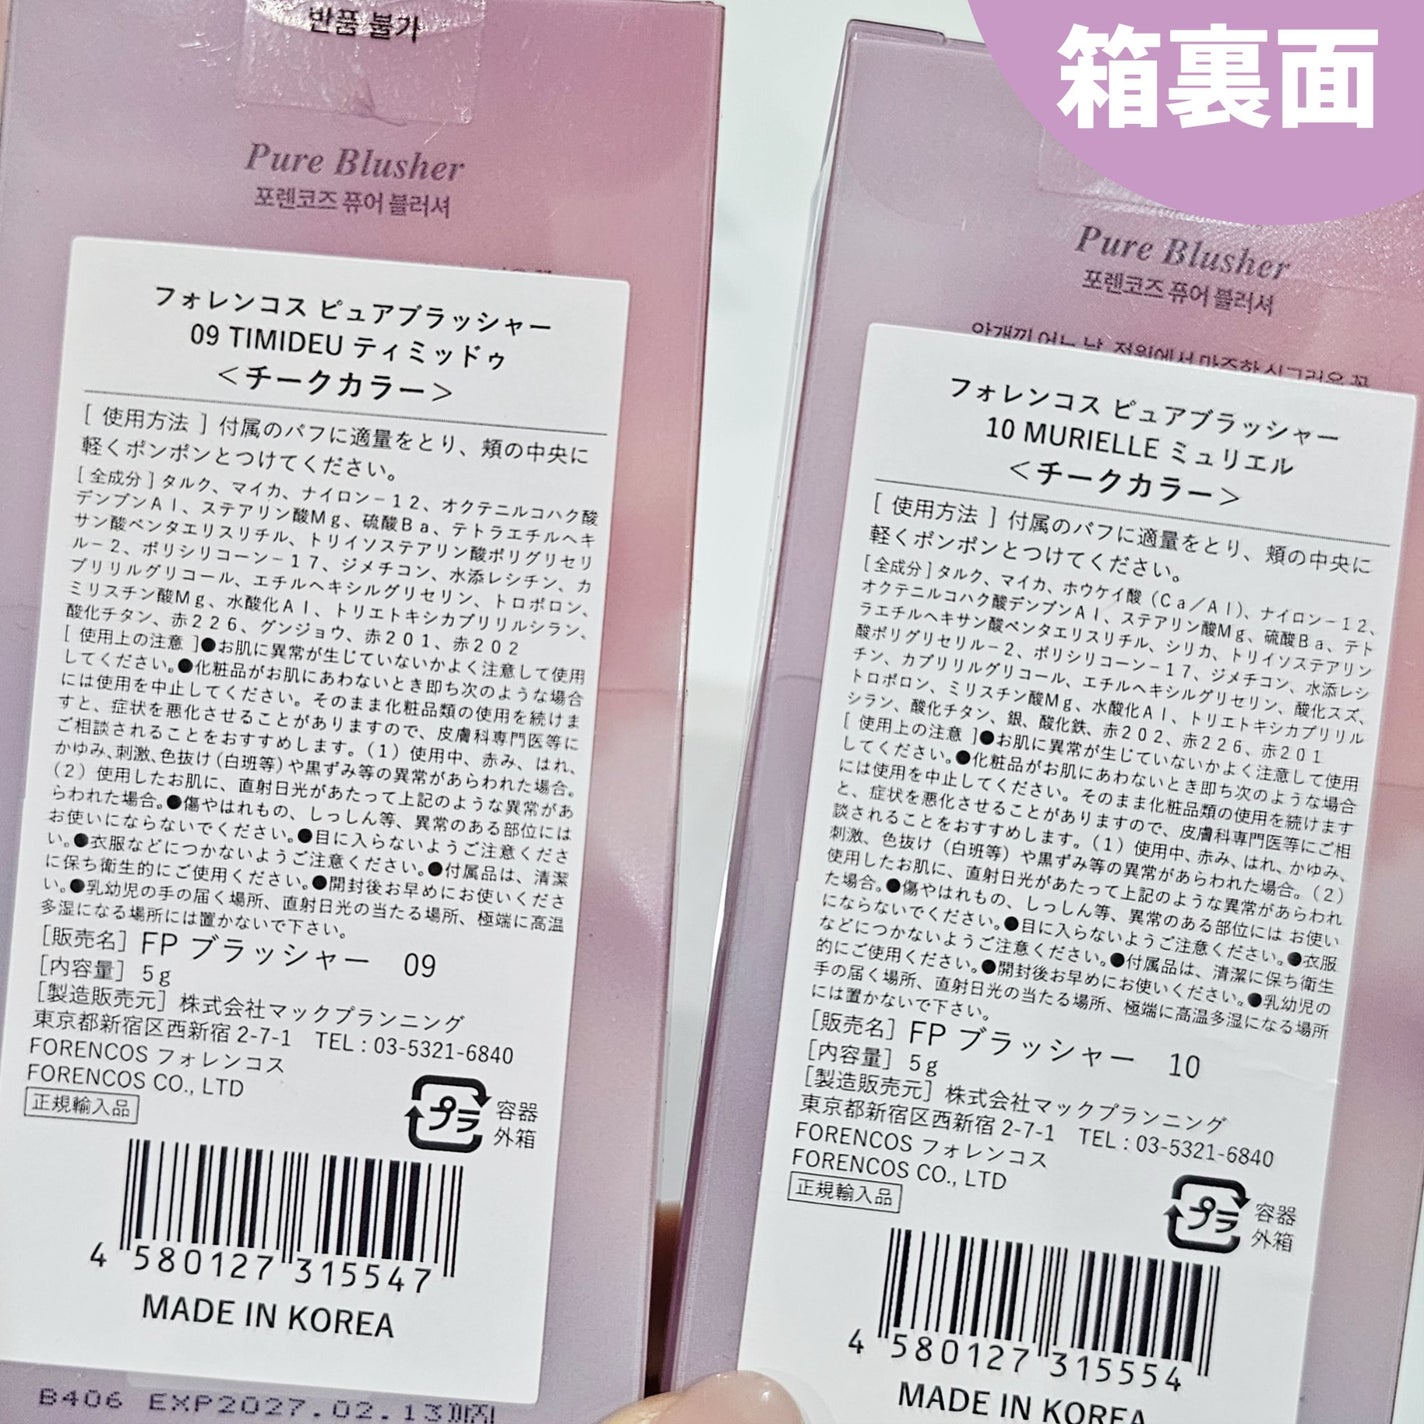 箱裏面
반품 불가
Pure Blusher
포렌코즈 퓨어 블러셔
フォレンコス ピュアブラッシャー
09 TIMIDEU ティミッドゥ
＜チークカラー＞
[ 使用方法 ] 付属のパフに適量をとり、頬の中央に
軽くポンポンとつけてください。
[ 全成分 ] タルク、マイカ、ナイロン－１２、オクテニルコハク酸
デンプンＡｌ、ステアリン酸Ｍｇ、硫酸Ｂａ、テトラエチルヘキ
サン酸ペンタエリスリチル、トリイソステアリン酸ポリグリセリ
ル－２、ポリシリコーン－１７、ジメチコン、水添レシチン、カ
プリリルグリコール、エチルヘキシルグリセリン、トロポロン、
ミリスチン酸Ｍｇ、水酸化Ａｌ、トリエトキシカプリリルシラン、
酸化チタン、赤２２６、グンジョウ、赤２０１、赤２０２
[ 使用上の注意 ]●お肌に異常が生じていないかよく注意して使用
してください。●化粧品がお肌にあわないとき即ち次のような場合
には使用を中止してください。そのまま化粧品類の使用を続けま
すと、症状を悪化させることがありますので、皮膚科専門医等に
ご相談されることをおすすめします。（１）使用中、赤み、はれ、
かゆみ、刺激、色抜け（白斑等）や黒ずみ等の異常があらわれた場合。
（２）使用したお肌に、直射日光があたって上記のような異常があ
らわれた場合。●傷やはれもの、しっしん等、異常のある部位には
お使いにならないでください。●目に入らないようご注意くださ
い。●衣服などにつかないようご注意ください。●付属品は、清潔
に保ち衛生的にご使用ください。●開封後お早めにお使いくださ
い。●乳幼児の手の届く場所、直射日光の当たる場所、極端に高温
多湿になる場所には置かないで下さい。
［販売名］FP ブラッシャー　09
［内容量］5g
［製造販売元］株式会社マックプランニング
東京都新宿区西新宿 2-7-1　TEL : 03-5321-6840
FORENCOS フォレンコス
FORENCOS CO., LTD
正規輸入品
プラ
容器
外箱
4 580127 315547
MADE IN KOREA
B406 EXP2027.02.13까지
Pure Blusher
포렌코즈 퓨어 블러셔
안개낀 어느 날, 정원에서 마주한 싱그러운 꽃
フォレンコス ピュアブラッシャー
10 MURIELLE ミュリエル
＜チークカラー＞
[ 使用方法 ] 付属のパフに適量をとり、頬の中央に
軽くポンポンとつけてください。
[ 全成分 ] タルク、マイカ、ホウケイ酸（Ｃａ／Ａｌ）、ナイロン－１２、
オクテニルコハク酸デンプンＡｌ、ステアリン酸Ｍｇ、硫酸Ｂａ、テト
ラエチルヘキサン酸ペンタエリスリチル、シリカ、トリイソステアリン
酸ポリグリセリル－２、ポリシリコーン－１７、ジメチコン、水添レシ
チン、カプリリルグリコール、エチルヘキシルグリセリン、酸化スズ、
トロポロン、ミリスチン酸Ｍｇ、水酸化Ａｌ、トリエトキシカプリリル
シラン、酸化チタン、銀、酸化鉄、赤２０２、赤２２６、赤２０１
[ 使用上の注意 ]●お肌に異常が生じていないかよく注意して使用
してください。●化粧品がお肌にあわないとき即ち次のような場合
には使用を中止してください。そのまま化粧品類の使用を続けます
と、症状を悪化させることがありますので、皮膚科専門医等にご相
談されることをおすすめします。（１）使用中、赤み、はれ、かゆみ、
刺激、色抜け（白斑等）や黒ずみ等の異常があらわれた場合。（２）
使用したお肌に、直射日光があたって上記のような異常があらわれ
た場合。●傷やはれもの、しっしん等、異常のある部位には お使い
にならないでください。●目に入らないようご注意ください。●衣服
などにつかないようご注意ください。●付属品は、清潔に保ち衛生
的にご使用ください。●開封後お早めにお使いください。●乳幼児の
手の届く場所、直射日光の当たる場所、極端に高温多湿になる場所
には置かないで下さい。
［販売名］FP ブラッシャー　10
［内容量］5g
［製造販売元］株式会社マックプランニング
東京都新宿区西新宿 2-7-1　TEL : 03-5321-6840
FORENCOS フォレンコス
FORENCOS CO., LTD
正規輸入品
プラ
容器
外箱
4 580127 315554
MADE IN KOREA